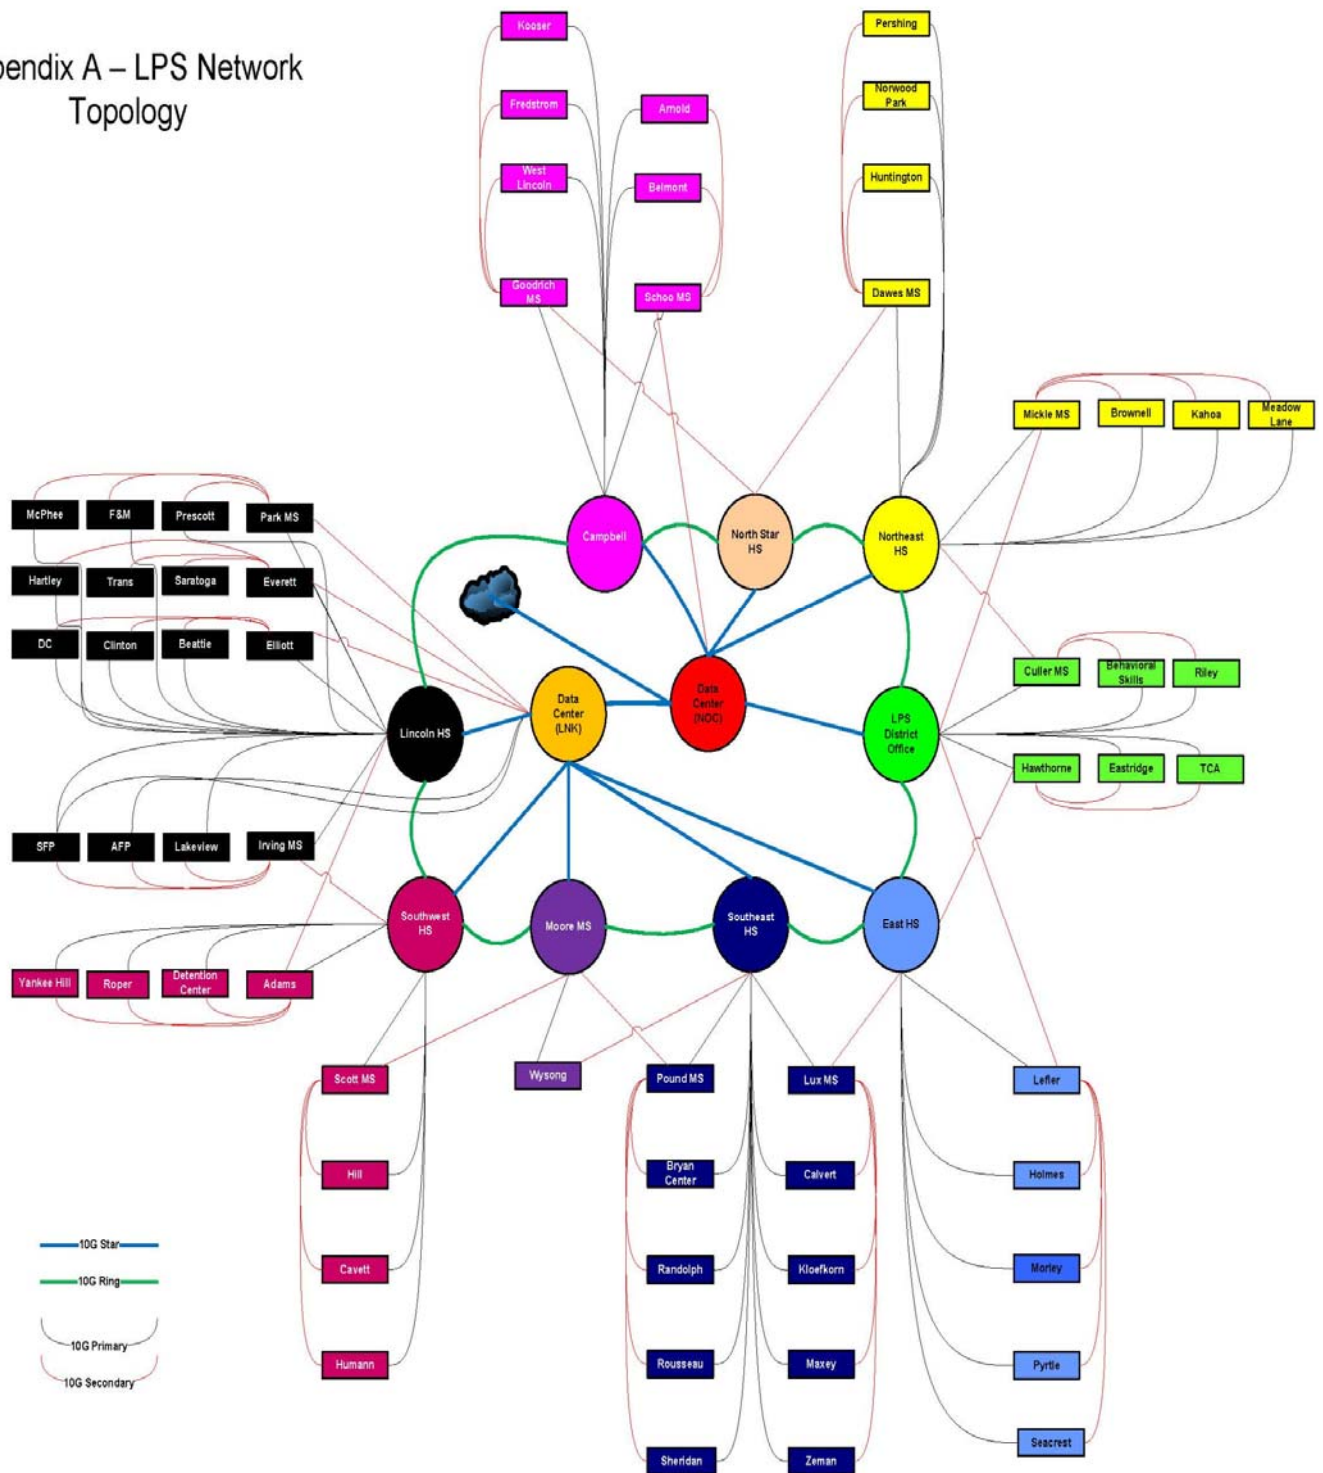 pendix A – LPS Network
Topology
Kooser
Pershing
Fredstrom
Arnold
Norwood
Park
West
Lincoln
Belmont
Huntington
Goodrich
MS
Schoo MS
Dawes MS
Mickle MS
Brownell
Kahoa
Meadow
Lane
McPhee
F&M
Prescott
Park MS
Campbell
North Star
HS
Northeast
HS
Hartley
Trans
Saratoga
Everett
DC
Clinton
Beattie
Elliott
Culler MS
Behavioral
Skills
Riley
Lincoln HS
Data
Center
(LNK)
Data
Center
(NOC)
LPS
District
Office
Hawthorne
Eastridge
TCA
SFP
AFP
Lakeview
Irving MS
Southwest
HS
Moore MS
Southeast
HS
East HS
Yankee Hill
Roper
Detention
Center
Adams
Scott MS
Wysong
Pound MS
Lux MS
Lefler
Hill
Bryan
Center
Calvert
Holmes
Cavett
Randolph
Kloefkorn
Morley
Humann
Rousseau
Maxey
Pyrtle
Sheridan
Zeman
Seacrest
10G Star
10G Ring
10G Primary
10G Secondary